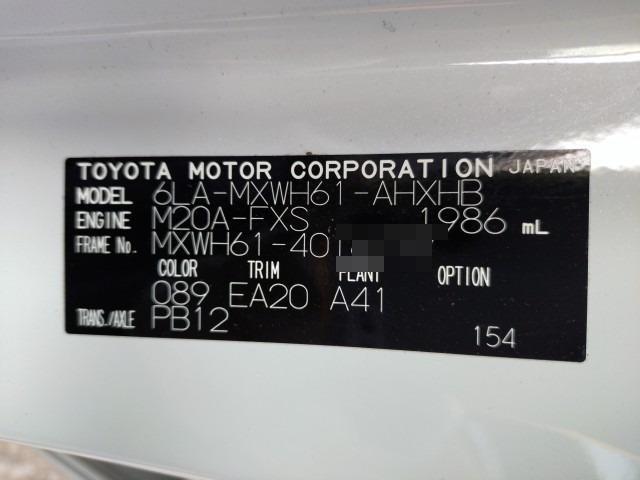 TOYOTA MOTOR CORPORATION JAPAN
MODEL 6LA-MXWH61-AHXHB
ENGINE M20A-FXS 1986 mL
FRAME No. MXWH61-401
COLOR TRIM PLANT OPTION
089 EA20 A41
TRANS./AXLE PB12
154